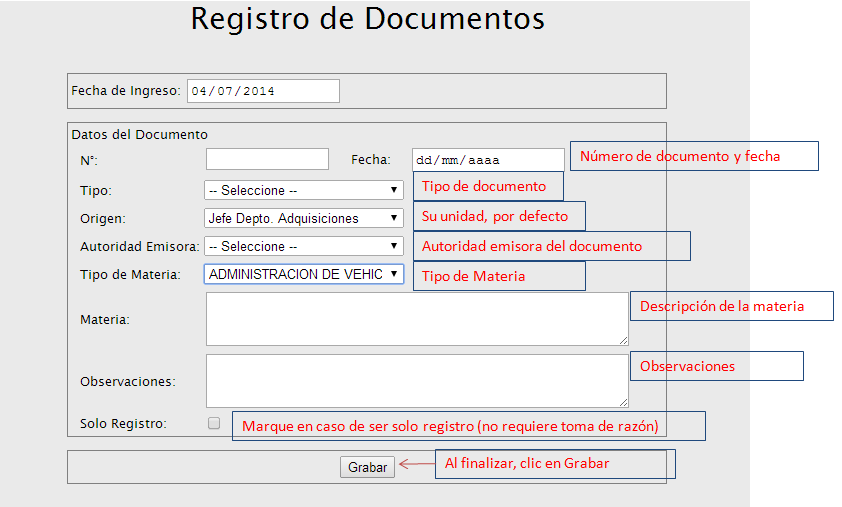 Registro de Documentos
Fecha de Ingreso: 04/07/2014
Datos del Documento
N°: Fecha: dd/mm/aaaa Número de documento y fecha
Tipo: -- Seleccione -- Tipo de documento
Origen: Jefe Depto. Adquisiciones Su unidad, por defecto
Autoridad Emisora: -- Seleccione -- Autoridad emisora del documento
Tipo de Materia: ADMINISTRACION DE VEHIC Tipo de Materia
Materia: Descripción de la materia
Observaciones: Observaciones
Solo Registro: Marque en caso de ser solo registro (no requiere toma de razón)
Grabar Al finalizar, clic en Grabar